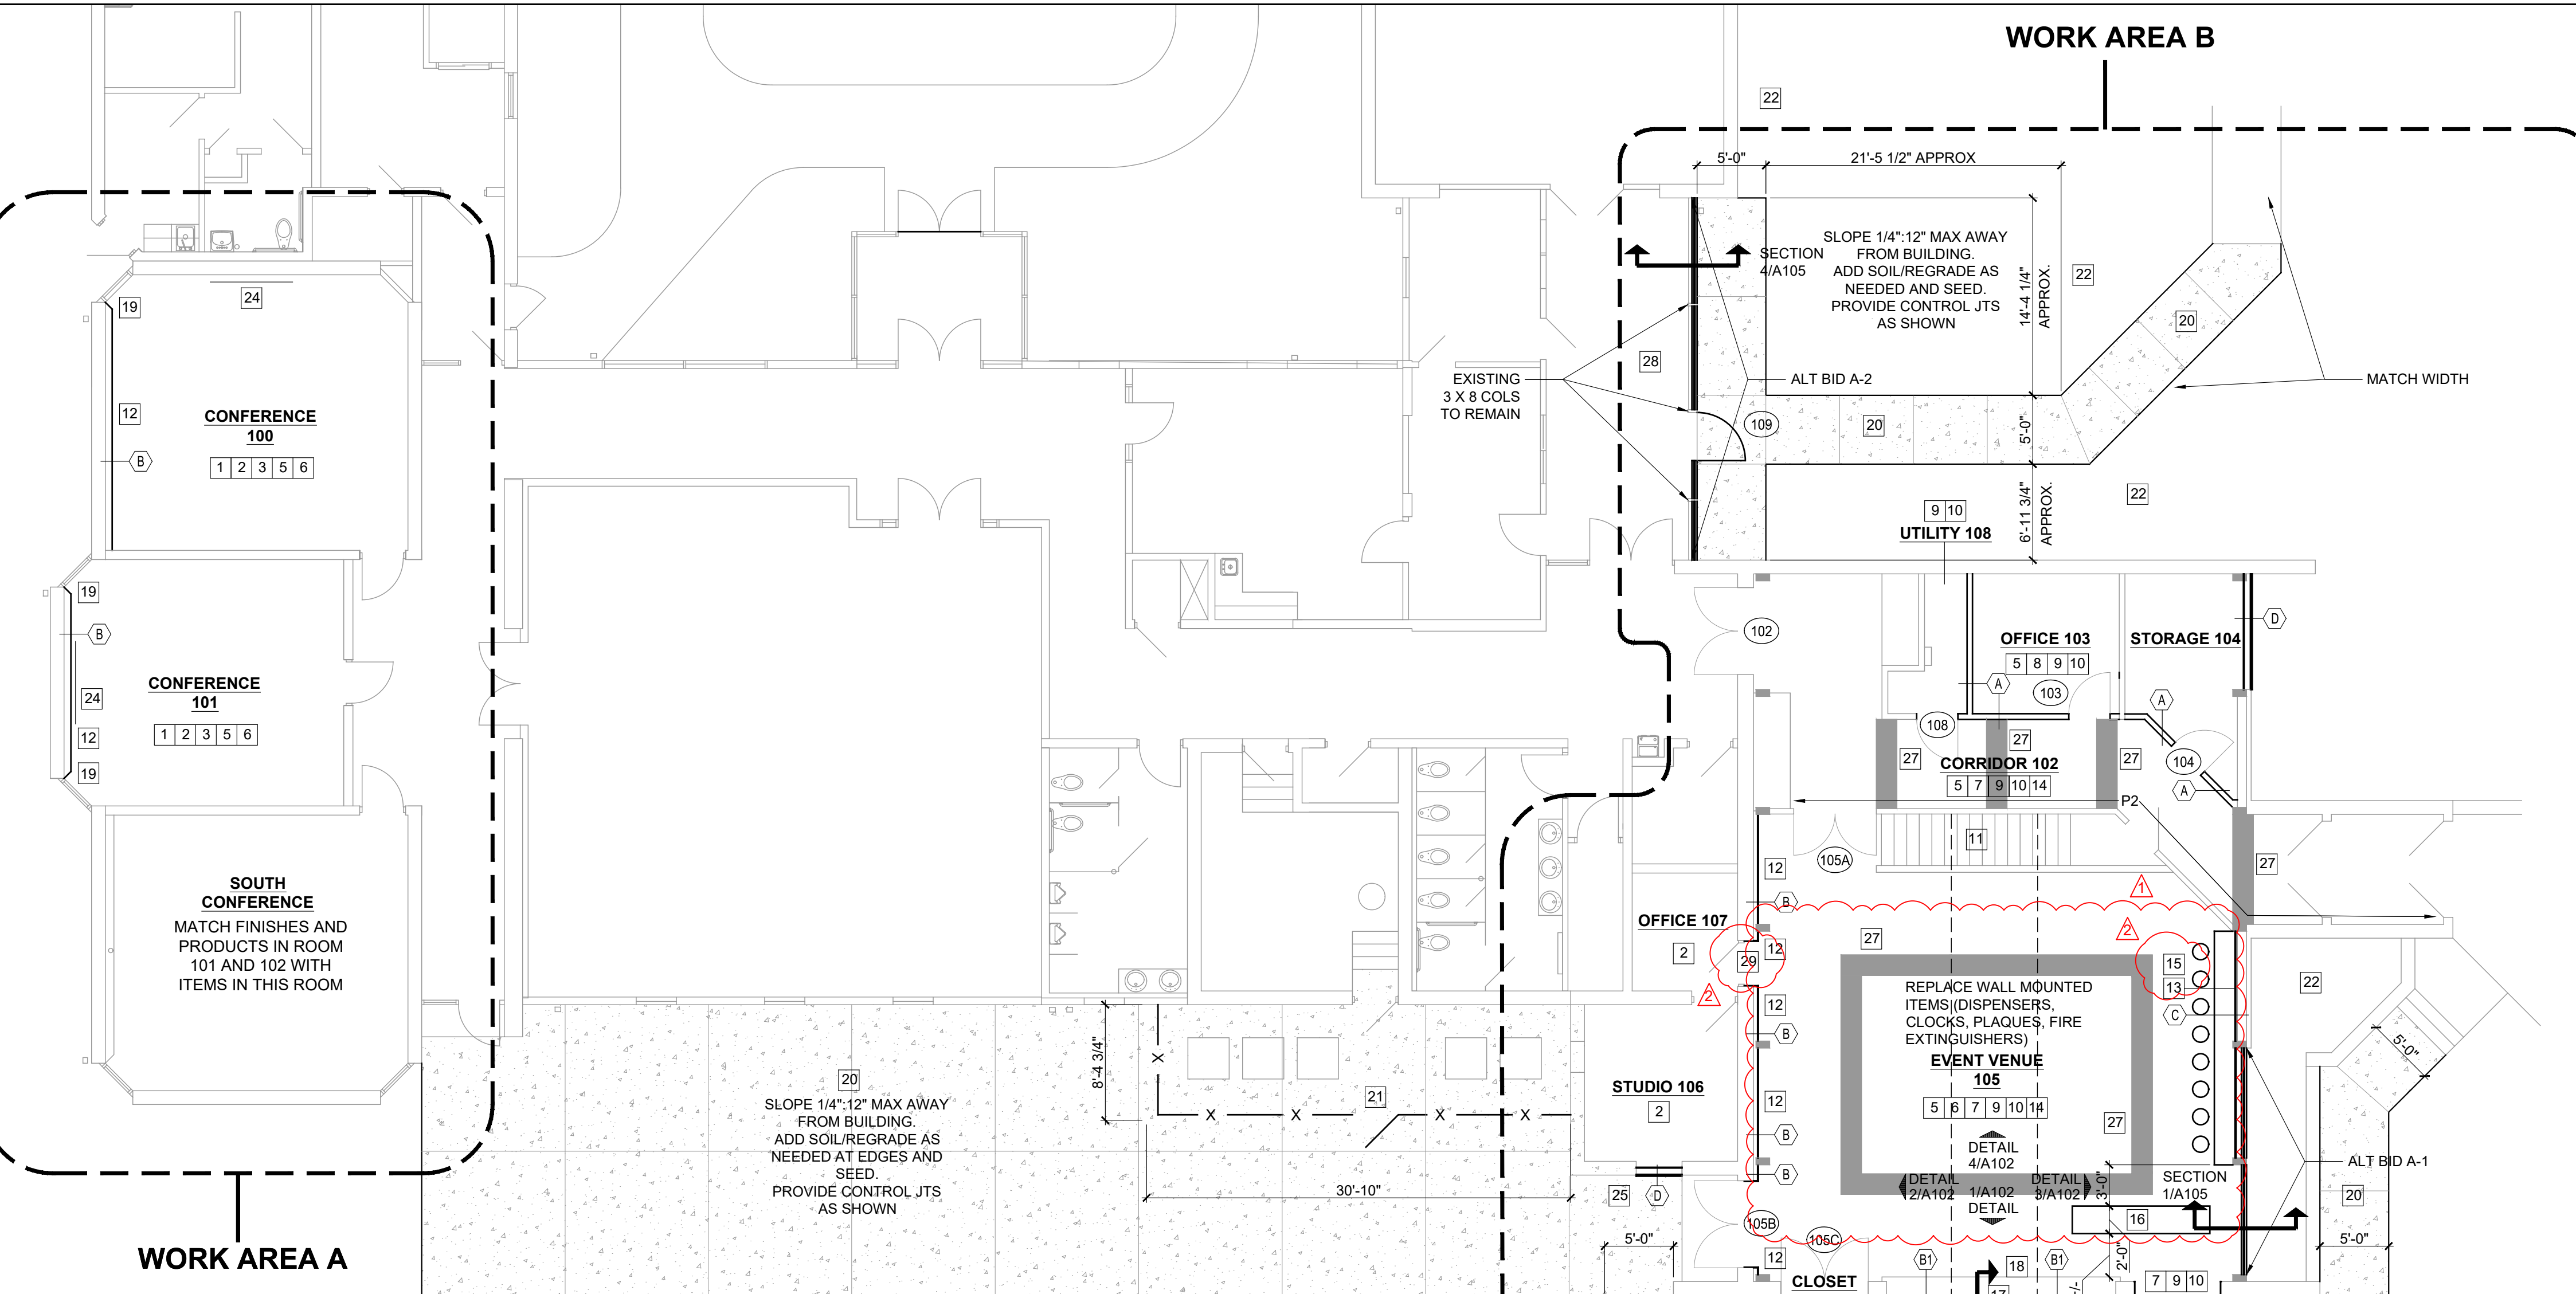 WORK AREA B
22
5'-0"
21'-5 1/2" APPROX
SLOPE 1/4":12" MAX AWAY
FROM BUILDING.
ADD SOIL/REGRADE AS
NEEDED AND SEED.
PROVIDE CONTROL JTS
AS SHOWN
SECTION
4/A105
14'-4 1/4"
APPROX.
22
20
28
EXISTING
3 X 8 COLS
TO REMAIN
ALT BID A-2
MATCH WIDTH
109
20
5'-0"
6'-11 3/4"
APPROX.
22
9 10
UTILITY 108
19
24
12
CONFERENCE
100
B
1 2 3 5 6
19
B
CONFERENCE
101
24
12
1 2 3 5 6
19
SOUTH
CONFERENCE
MATCH FINISHES AND
PRODUCTS IN ROOM
101 AND 102 WITH
ITEMS IN THIS ROOM
WORK AREA A
102
OFFICE 103
5 8 9 10
STORAGE 104
D
A
103
A
108
27
27
27
CORRIDOR 102
5 7 9 10 14
104
A
P2
11
105A
12
27
B
1
2
OFFICE 107
2
12
29
2
27
15
13
C
22
REPLACE WALL MOUNTED
ITEMS (DISPENSERS,
CLOCKS, PLAQUES, FIRE
EXTINGUISHERS)
EVENT VENUE
105
5 6 7 9 10 14
12
B
5'-0"
STUDIO 106
2
12
B
27
DETAIL
4/A102
DETAIL
2/A102
1/A102
DETAIL
DETAIL
3/A102
3'-0"
SECTION
1/A105
ALT BID A-1
B
D
25
20
16
105B
105C
5'-0"
5'-0"
12
CLOSET
B1
18
17
B1
2'-0"
7 9 10
8'-4 3/4"
X
X
X
X
X
21
30'-10"
20
SLOPE 1/4":12" MAX AWAY
FROM BUILDING.
ADD SOIL/REGRADE AS
NEEDED AT EDGES AND
SEED.
PROVIDE CONTROL JTS
AS SHOWN